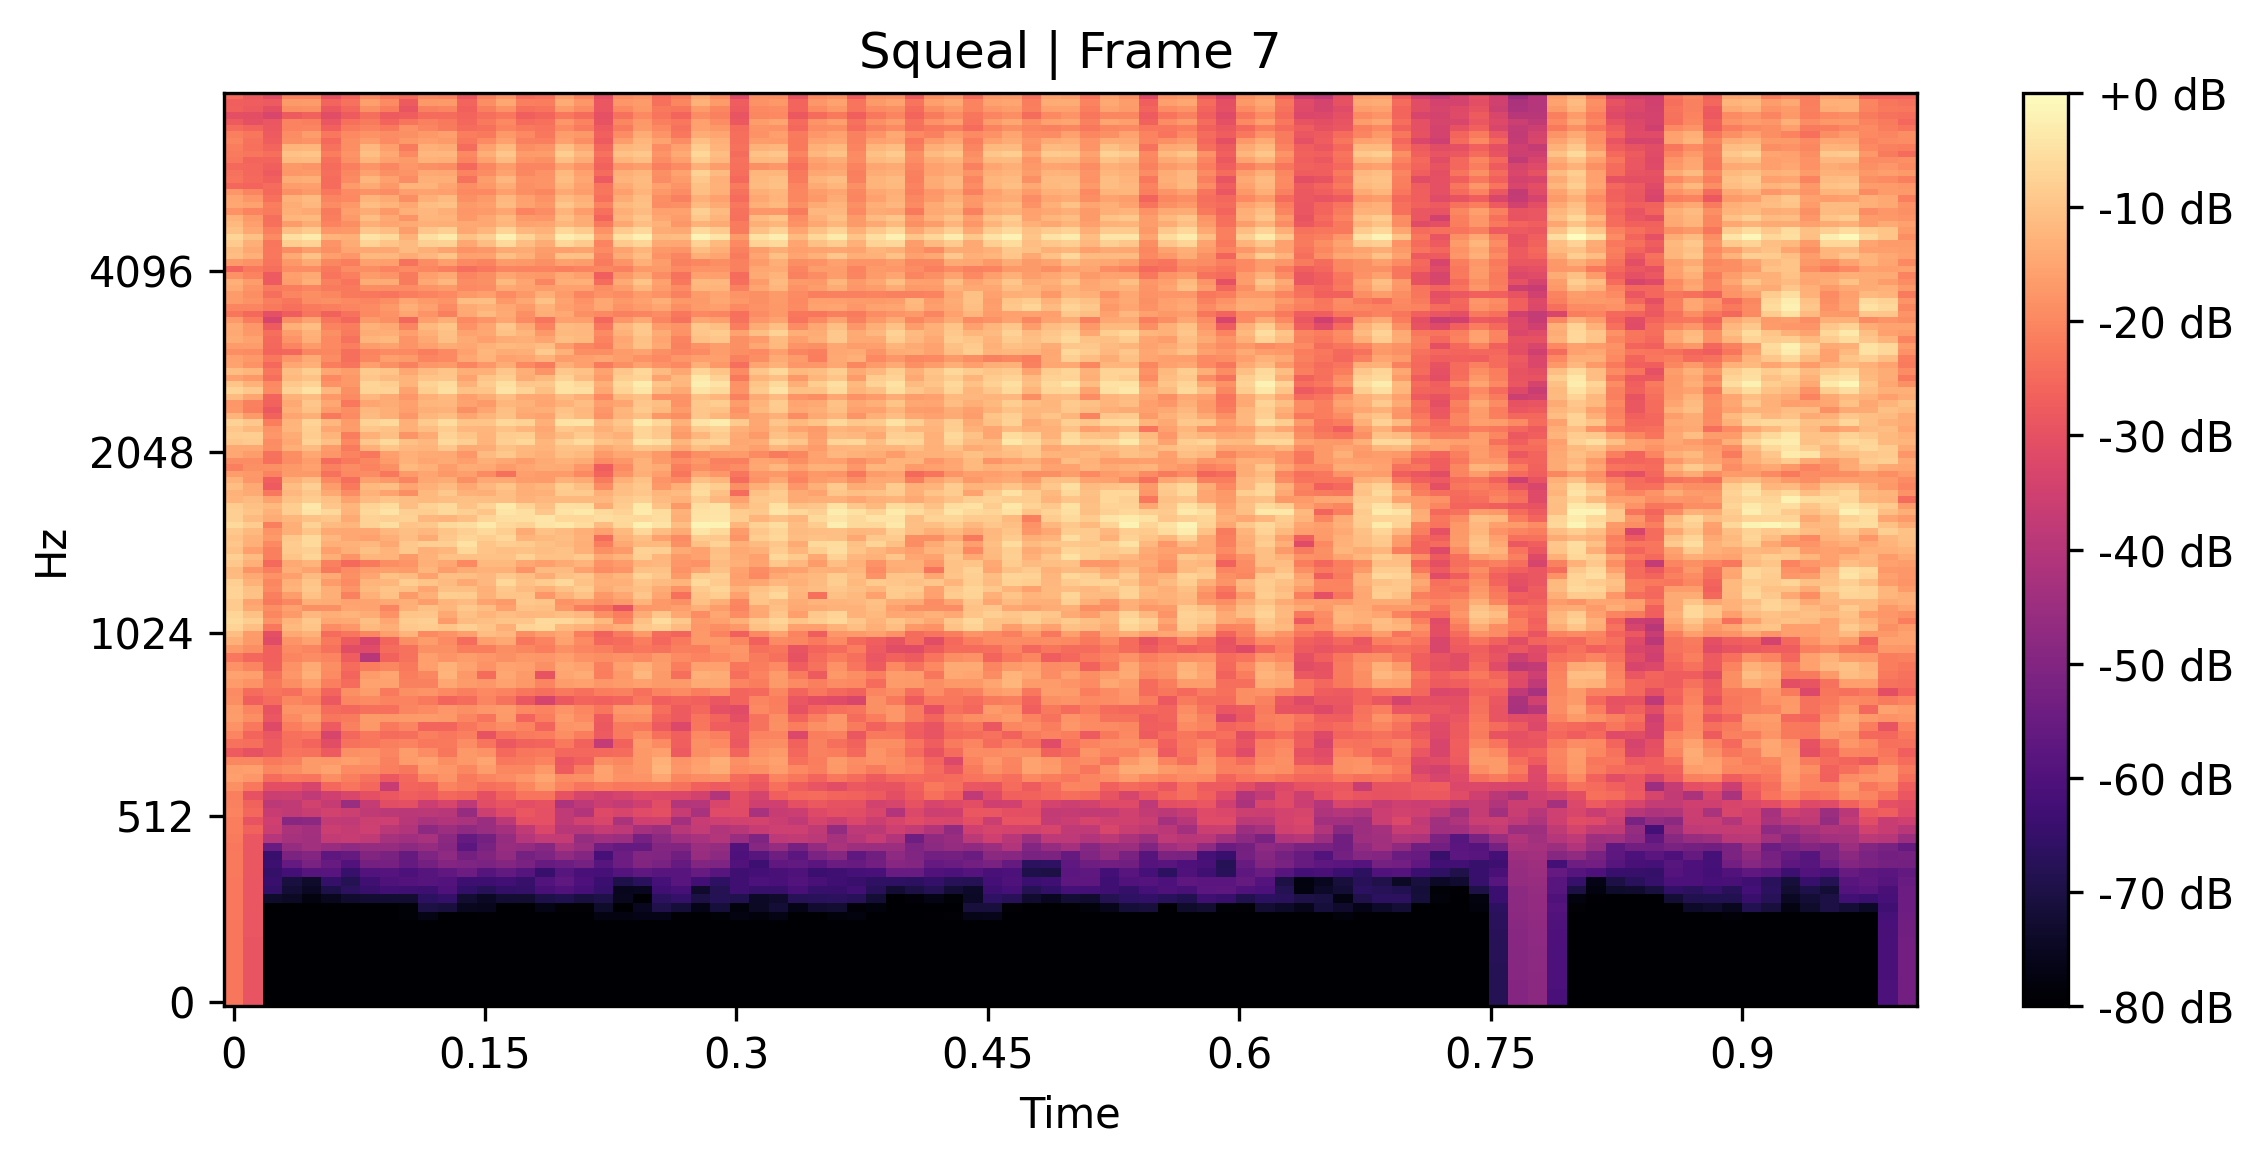 Squeal | Frame 7
+0 dB
-10 dB
-20 dB
-30 dB
-40 dB
-50 dB
-60 dB
-70 dB
-80 dB
Hz
4096
2048
1024
512
0
0 0.15 0.3 0.45 0.6 0.75 0.9
Time